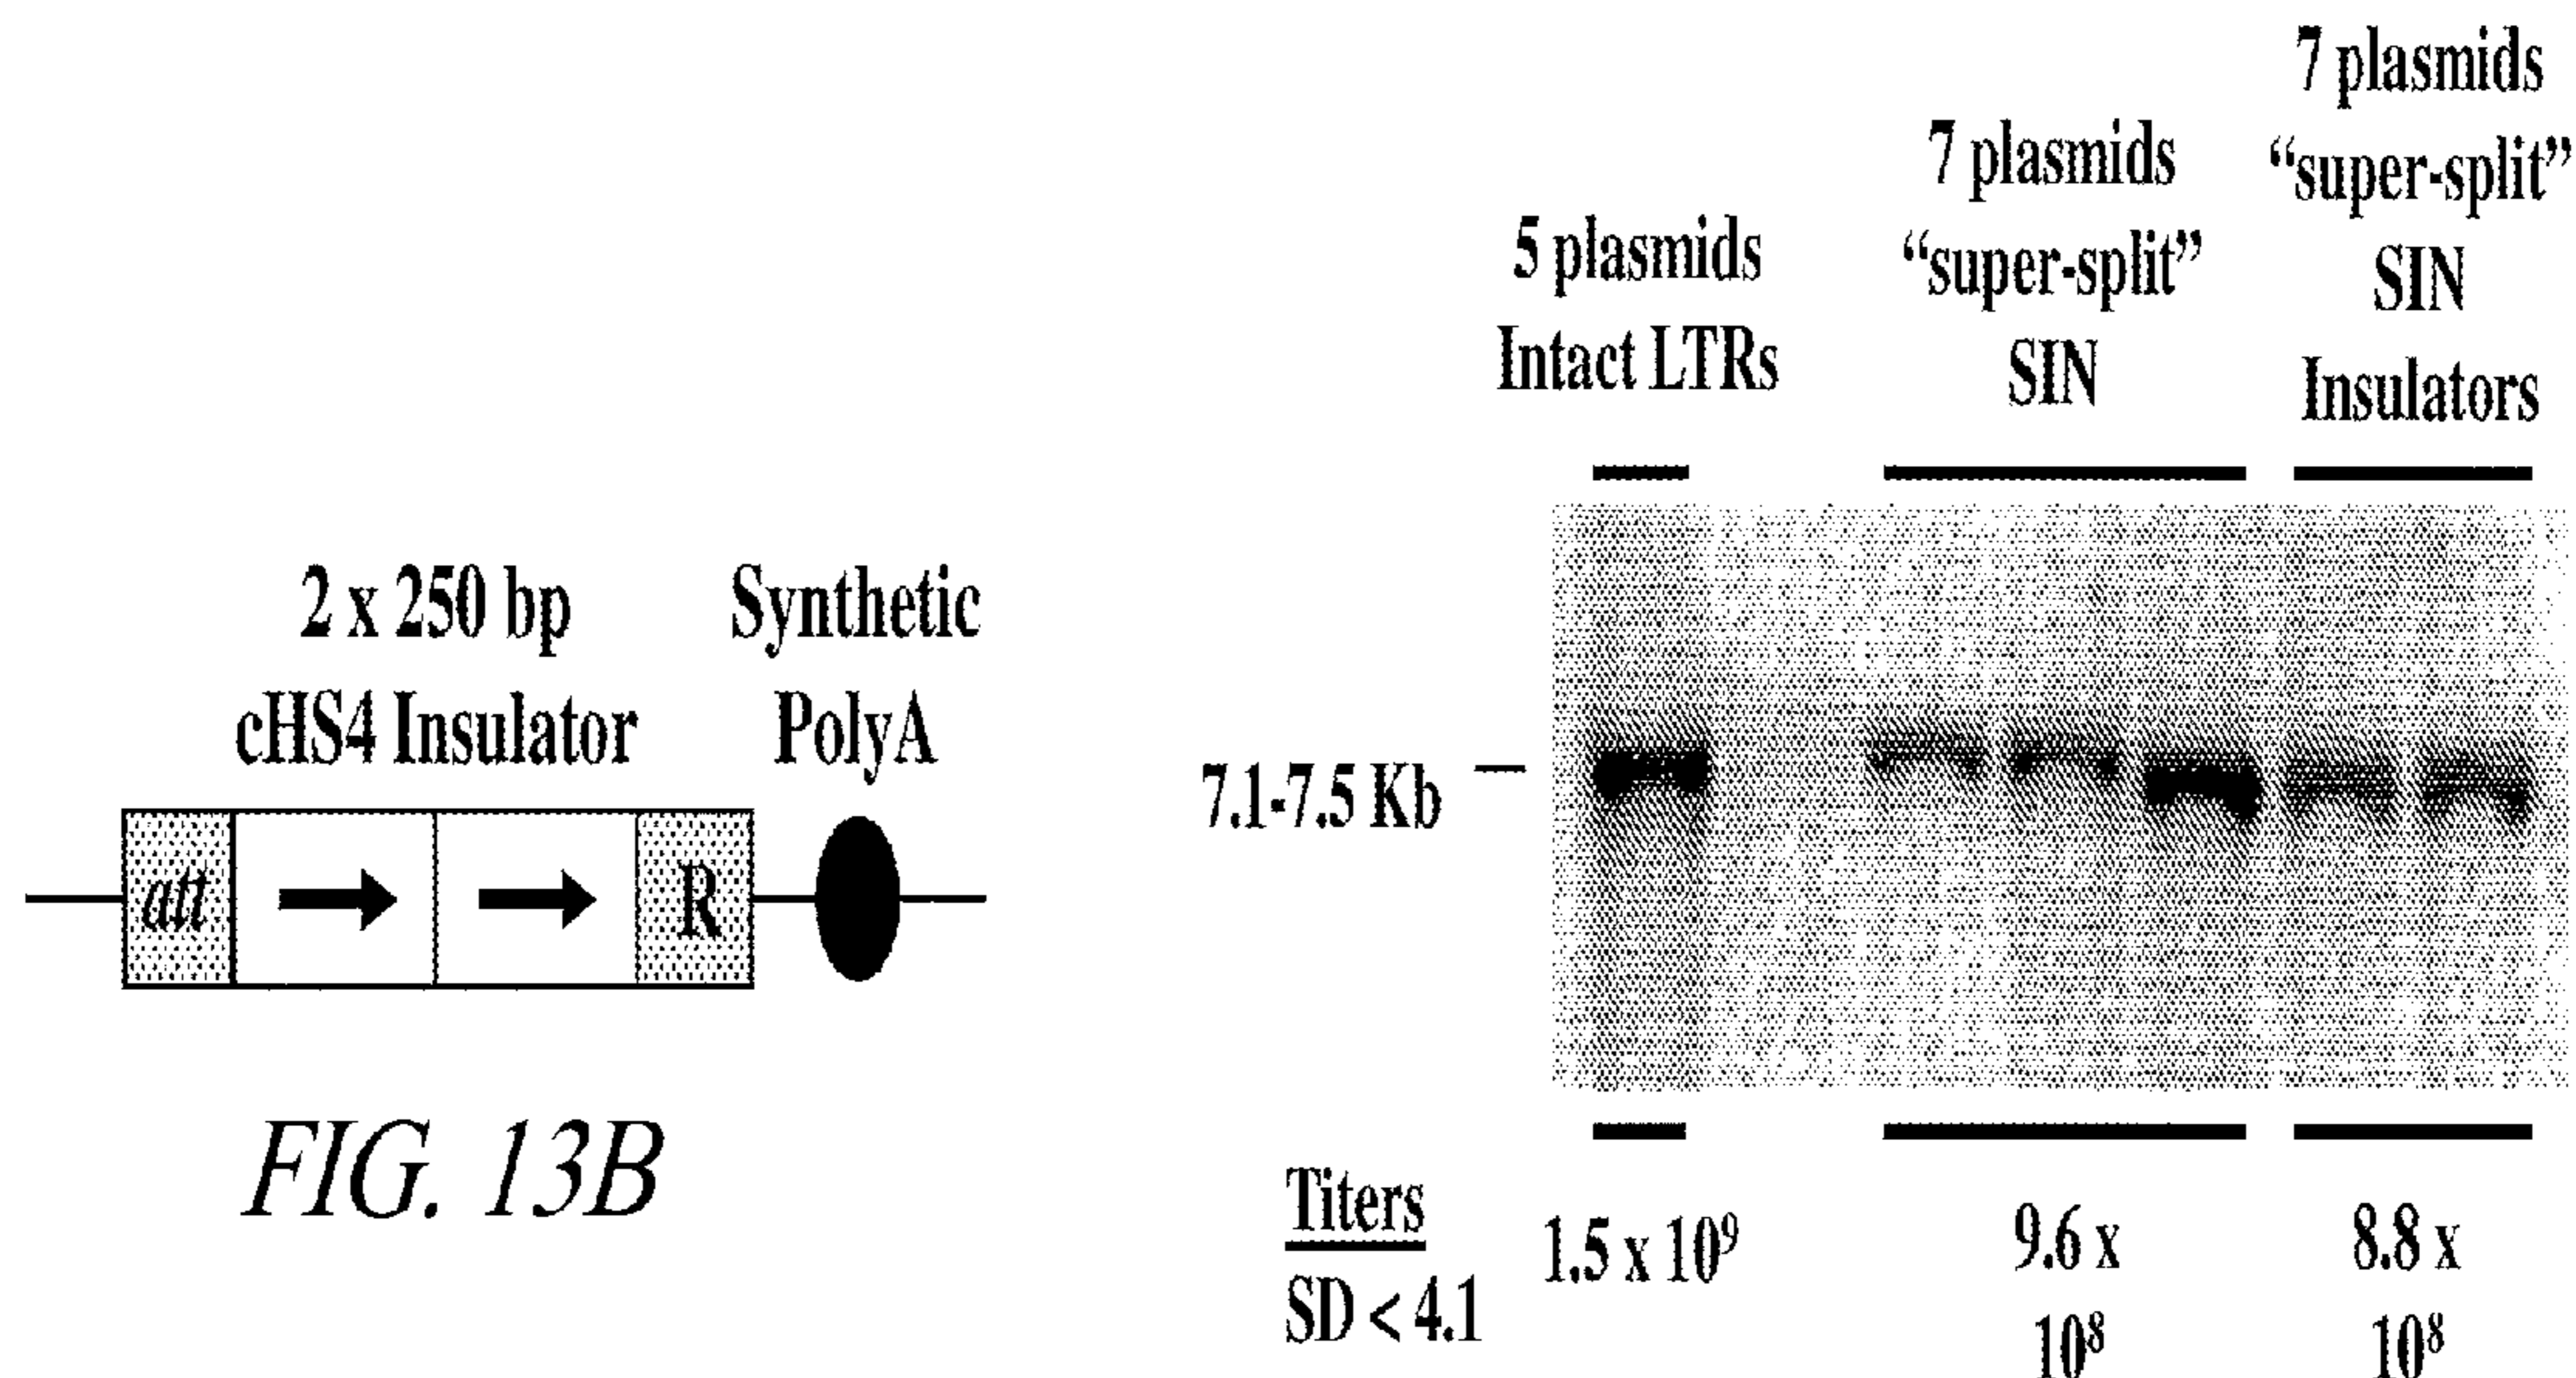 2 x 250 bp
cHS4 Insulator
Synthetic
PolyA
att
R
FIG. 13B
5 plasmids
Intact LTRs
7 plasmids
“super-split”
SIN
7 plasmids
“super-split”
SIN
Insulators
7.1-7.5 Kb
Titers
SD < 4.1
1.5 x 10⁹
9.6 x
10⁸
8.8 x
10⁸